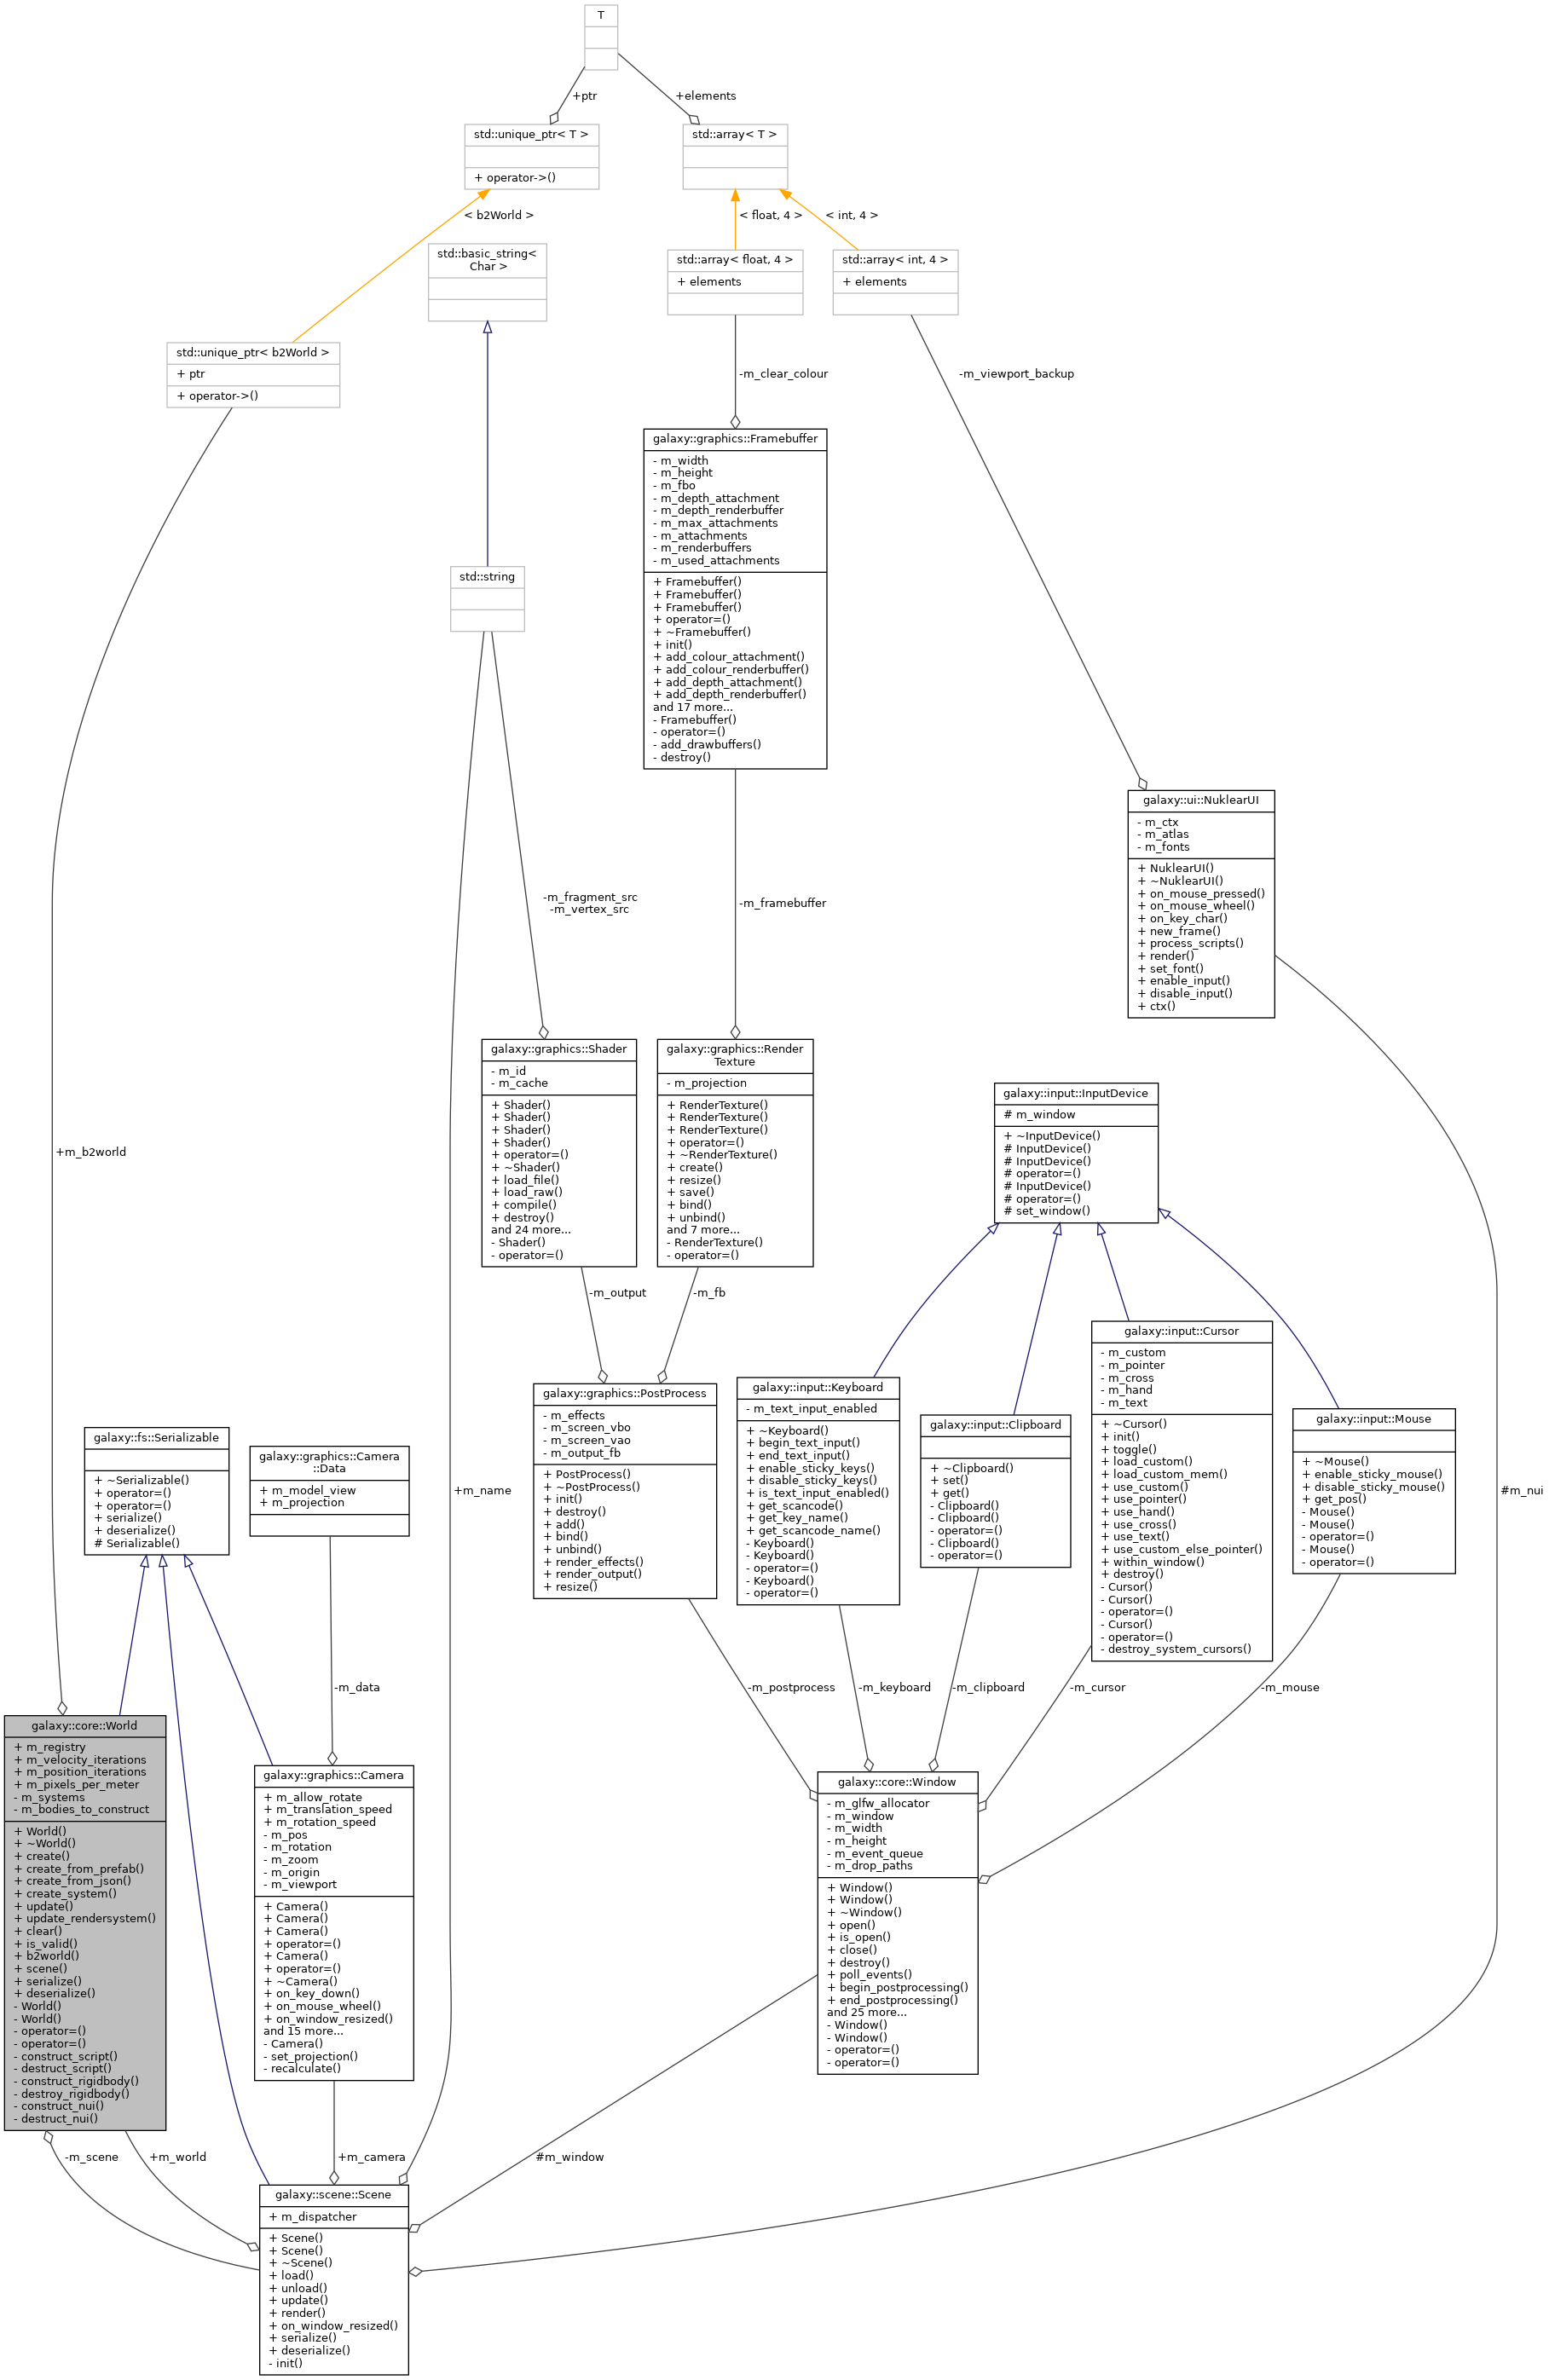 T
+ptr
+elements
std::unique_ptr< T >
+ operator->()
std::array< T >
< b2World >
< float, 4 >
< int, 4 >
std::basic_string<
Char >
std::array< float, 4 >
+ elements
std::array< int, 4 >
+ elements
std::unique_ptr< b2World >
+ ptr
+ operator->()
-m_clear_colour
-m_viewport_backup
galaxy::graphics::Framebuffer
- m_width
- m_height
- m_fbo
- m_depth_attachment
- m_depth_renderbuffer
- m_max_attachments
- m_attachments
- m_renderbuffers
- m_used_attachments
+ Framebuffer()
+ Framebuffer()
+ Framebuffer()
+ operator=()
+ ~Framebuffer()
+ init()
+ add_colour_attachment()
+ add_colour_renderbuffer()
+ add_depth_attachment()
+ add_depth_renderbuffer()
and 17 more...
- Framebuffer()
- operator=()
- add_drawbuffers()
- destroy()
std::string
galaxy::ui::NuklearUI
- m_ctx
- m_atlas
- m_fonts
+ NuklearUI()
+ ~NuklearUI()
+ on_mouse_pressed()
+ on_mouse_wheel()
+ on_key_char()
+ new_frame()
+ process_scripts()
+ render()
+ set_font()
+ enable_input()
+ disable_input()
+ ctx()
-m_fragment_src
-m_vertex_src
-m_framebuffer
+m_b2world
galaxy::graphics::Shader
- m_id
- m_cache
+ Shader()
+ Shader()
+ Shader()
+ Shader()
+ operator=()
+ ~Shader()
+ load_file()
+ load_raw()
+ compile()
+ destroy()
and 24 more...
- Shader()
- operator=()
galaxy::graphics::Render
Texture
- m_projection
+ RenderTexture()
+ RenderTexture()
+ RenderTexture()
+ operator=()
+ ~RenderTexture()
+ create()
+ resize()
+ save()
+ bind()
+ unbind()
and 7 more...
- RenderTexture()
- operator=()
galaxy::input::InputDevice
# m_window
+ ~InputDevice()
# InputDevice()
# InputDevice()
# operator=()
# InputDevice()
# operator=()
# set_window()
-m_output
-m_fb
galaxy::input::Cursor
- m_custom
- m_pointer
- m_cross
- m_hand
- m_text
+ ~Cursor()
+ init()
+ toggle()
+ load_custom()
+ load_custom_mem()
+ use_custom()
+ use_pointer()
+ use_hand()
+ use_cross()
+ use_text()
+ use_custom_else_pointer()
+ within_window()
+ destroy()
- Cursor()
- Cursor()
- operator=()
- Cursor()
- operator=()
- destroy_system_cursors()
galaxy::graphics::PostProcess
- m_effects
- m_screen_vbo
- m_screen_vao
- m_output_fb
+ PostProcess()
+ ~PostProcess()
+ init()
+ destroy()
+ add()
+ bind()
+ unbind()
+ render_effects()
+ render_output()
+ resize()
galaxy::input::Keyboard
- m_text_input_enabled
+ ~Keyboard()
+ begin_text_input()
+ end_text_input()
+ enable_sticky_keys()
+ disable_sticky_keys()
+ is_text_input_enabled()
+ get_scancode()
+ get_key_name()
+ get_scancode_name()
- Keyboard()
- Keyboard()
- operator=()
- Keyboard()
- operator=()
galaxy::input::Clipboard
+ ~Clipboard()
+ set()
+ get()
- Clipboard()
- Clipboard()
- operator=()
- Clipboard()
- operator=()
galaxy::input::Mouse
+ ~Mouse()
+ enable_sticky_mouse()
+ disable_sticky_mouse()
+ get_pos()
- Mouse()
- Mouse()
- operator=()
- Mouse()
- operator=()
galaxy::fs::Serializable
+ ~Serializable()
+ operator=()
+ operator=()
+ serialize()
+ deserialize()
# Serializable()
galaxy::graphics::Camera
::Data
+ m_model_view
+ m_projection
+m_name
#m_nui
-m_data
-m_postprocess
-m_keyboard
-m_clipboard
-m_cursor
-m_mouse
galaxy::core::World
+ m_registry
+ m_velocity_iterations
+ m_position_iterations
+ m_pixels_per_meter
- m_systems
- m_bodies_to_construct
+ World()
+ ~World()
+ create()
+ create_from_prefab()
+ create_from_json()
+ create_system()
+ update()
+ update_rendersystem()
+ clear()
+ is_valid()
+ b2world()
+ scene()
+ serialize()
+ deserialize()
- World()
- World()
- operator=()
- operator=()
- construct_script()
- destruct_script()
- construct_rigidbody()
- destroy_rigidbody()
- construct_nui()
- destruct_nui()
galaxy::graphics::Camera
+ m_allow_rotate
+ m_translation_speed
+ m_rotation_speed
- m_pos
- m_rotation
- m_zoom
- m_origin
- m_viewport
+ Camera()
+ Camera()
+ Camera()
+ operator=()
+ Camera()
+ operator=()
+ ~Camera()
+ on_key_down()
+ on_mouse_wheel()
+ on_window_resized()
and 15 more...
- Camera()
- set_projection()
- recalculate()
galaxy::core::Window
- m_glfw_allocator
- m_window
- m_width
- m_height
- m_event_queue
- m_drop_paths
+ Window()
+ Window()
+ ~Window()
+ open()
+ is_open()
+ close()
+ destroy()
+ poll_events()
+ begin_postprocessing()
+ end_postprocessing()
and 25 more...
- Window()
- Window()
- operator=()
- operator=()
-m_scene
+m_world
+m_camera
#m_window
galaxy::scene::Scene
+ m_dispatcher
+ Scene()
+ Scene()
+ ~Scene()
+ load()
+ unload()
+ update()
+ render()
+ on_window_resized()
+ serialize()
+ deserialize()
- init()